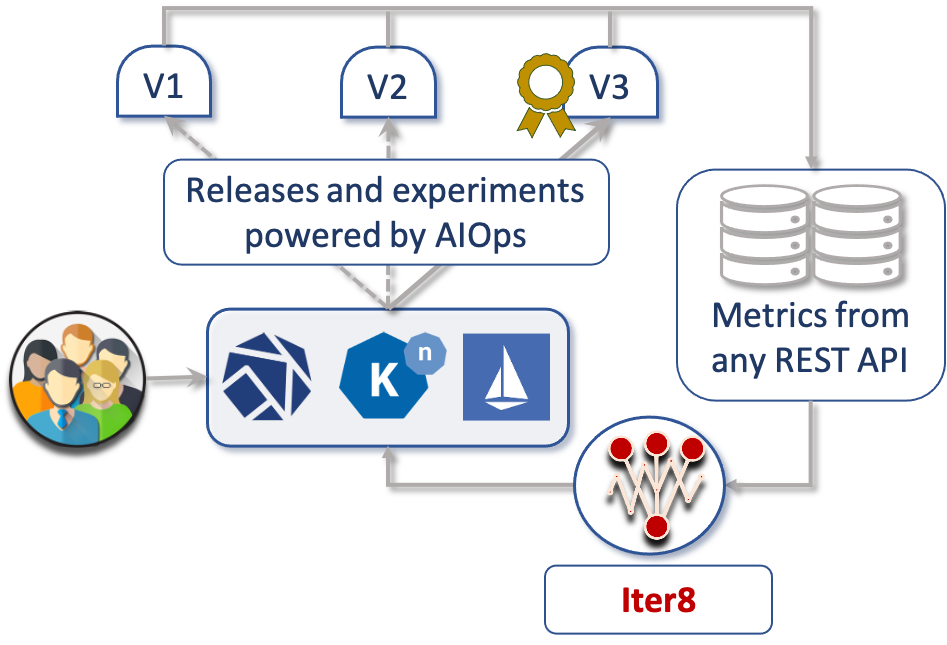 V1
V2
V3
Releases and experiments
powered by AIOps
Metrics from
any REST API
K
n
Iter8